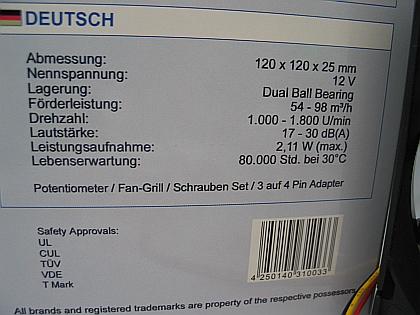 DEUTSCH
Abmessung: 120 x 120 x 25 mm
Nennspannung: 12 V
Lagerung: Dual Ball Bearing
Förderleistung: 54 - 98 m³/h
Drehzahl: 1.000 - 1.800 U/min
Lautstärke: 17 - 30 dB(A)
Leistungsaufnahme: 2,11 W (max.)
Lebenserwartung: 80.000 Std. bei 30°C
Potentiometer / Fan-Grill / Schrauben Set / 3 auf 4 Pin Adapter
Safety Approvals:
UL
CUL
TÜV
VDE
T Mark
4 250140 310033
All brands and registered trademarks are property of the respective possessors